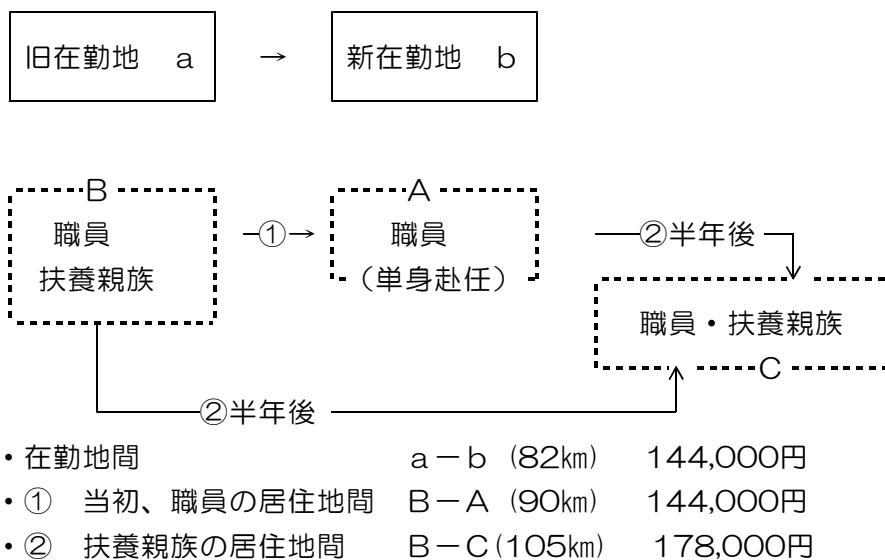 旧在勤地 a → 新在勤地 b
B A
職員 ―①→ 職員 ―②半年後
扶養親族 (単身赴任)
職員・扶養親族
C
②半年後
・在勤地間 a－b (82㎞) 144,000円
・① 当初、職員の居住地間 B－A (90㎞) 144,000円
・② 扶養親族の居住地間 B－C(105㎞) 178,000円